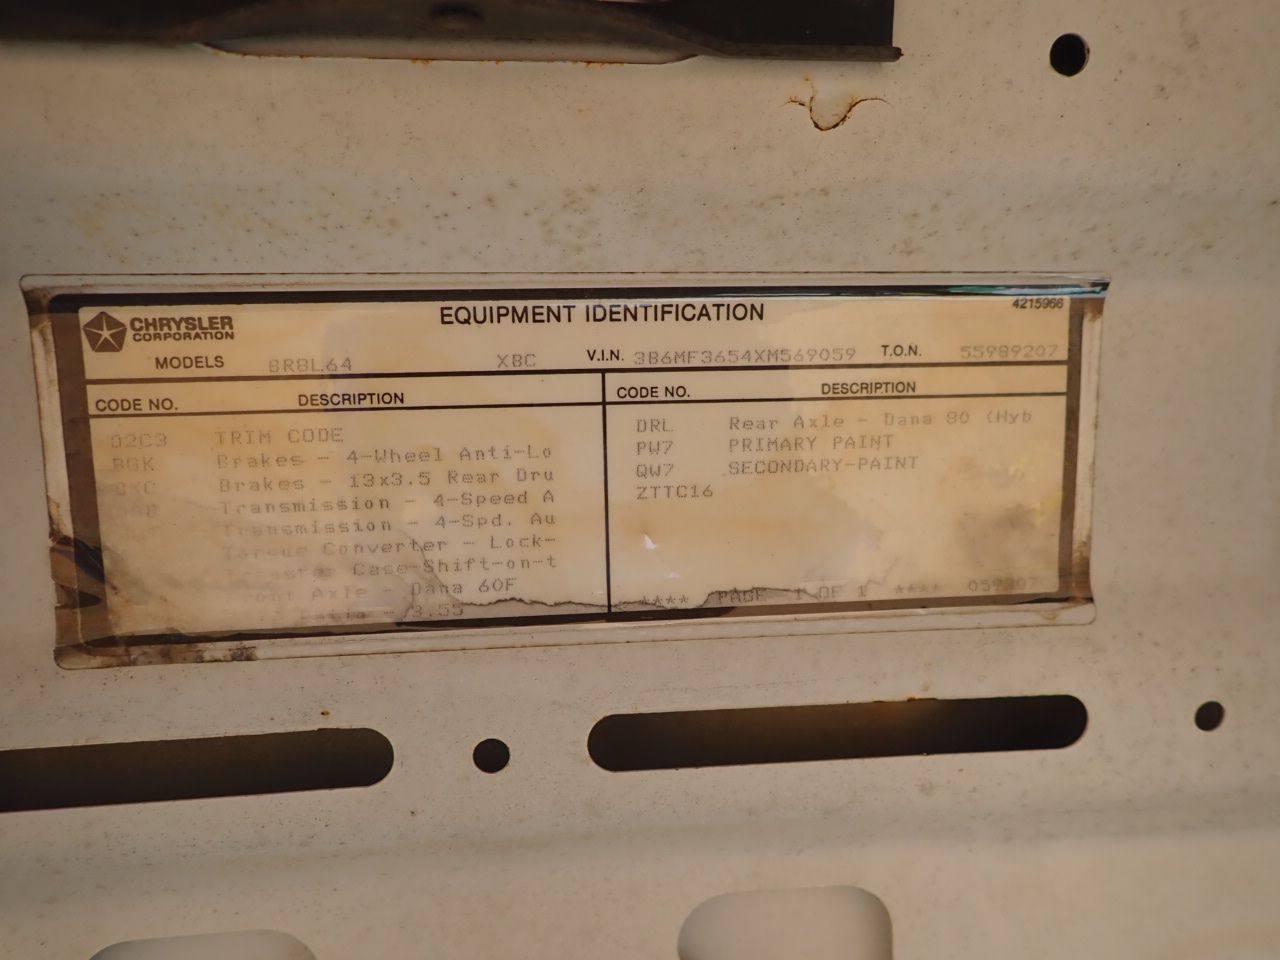 EQUIPMENT IDENTIFICATION
4215966
CHRYSLER
CORPORATION
MODELS BR8L64 XBC V.I.N. 3B6MF3654XM569059 T.O.N. 55989207
CODE NO. DESCRIPTION
TRIM CODE
BGK Brakes - 4-Wheel Anti-Lo
Brakes - 13x3.5 Rear Dru
Transmission - 4-Speed A
Transmission - 4-Spd. Au
Torque Converter - Lock-
Transfer Case-Shift-on-t
Front Axle - Dana 60F
Ratio - 3.55
CODE NO. DESCRIPTION
DRL Rear Axle - Dana 80 (Hyb
PW7 PRIMARY PAINT
QW7 SECONDARY-PAINT
ZTTC16
**** PAGE 1 OF 1 ****